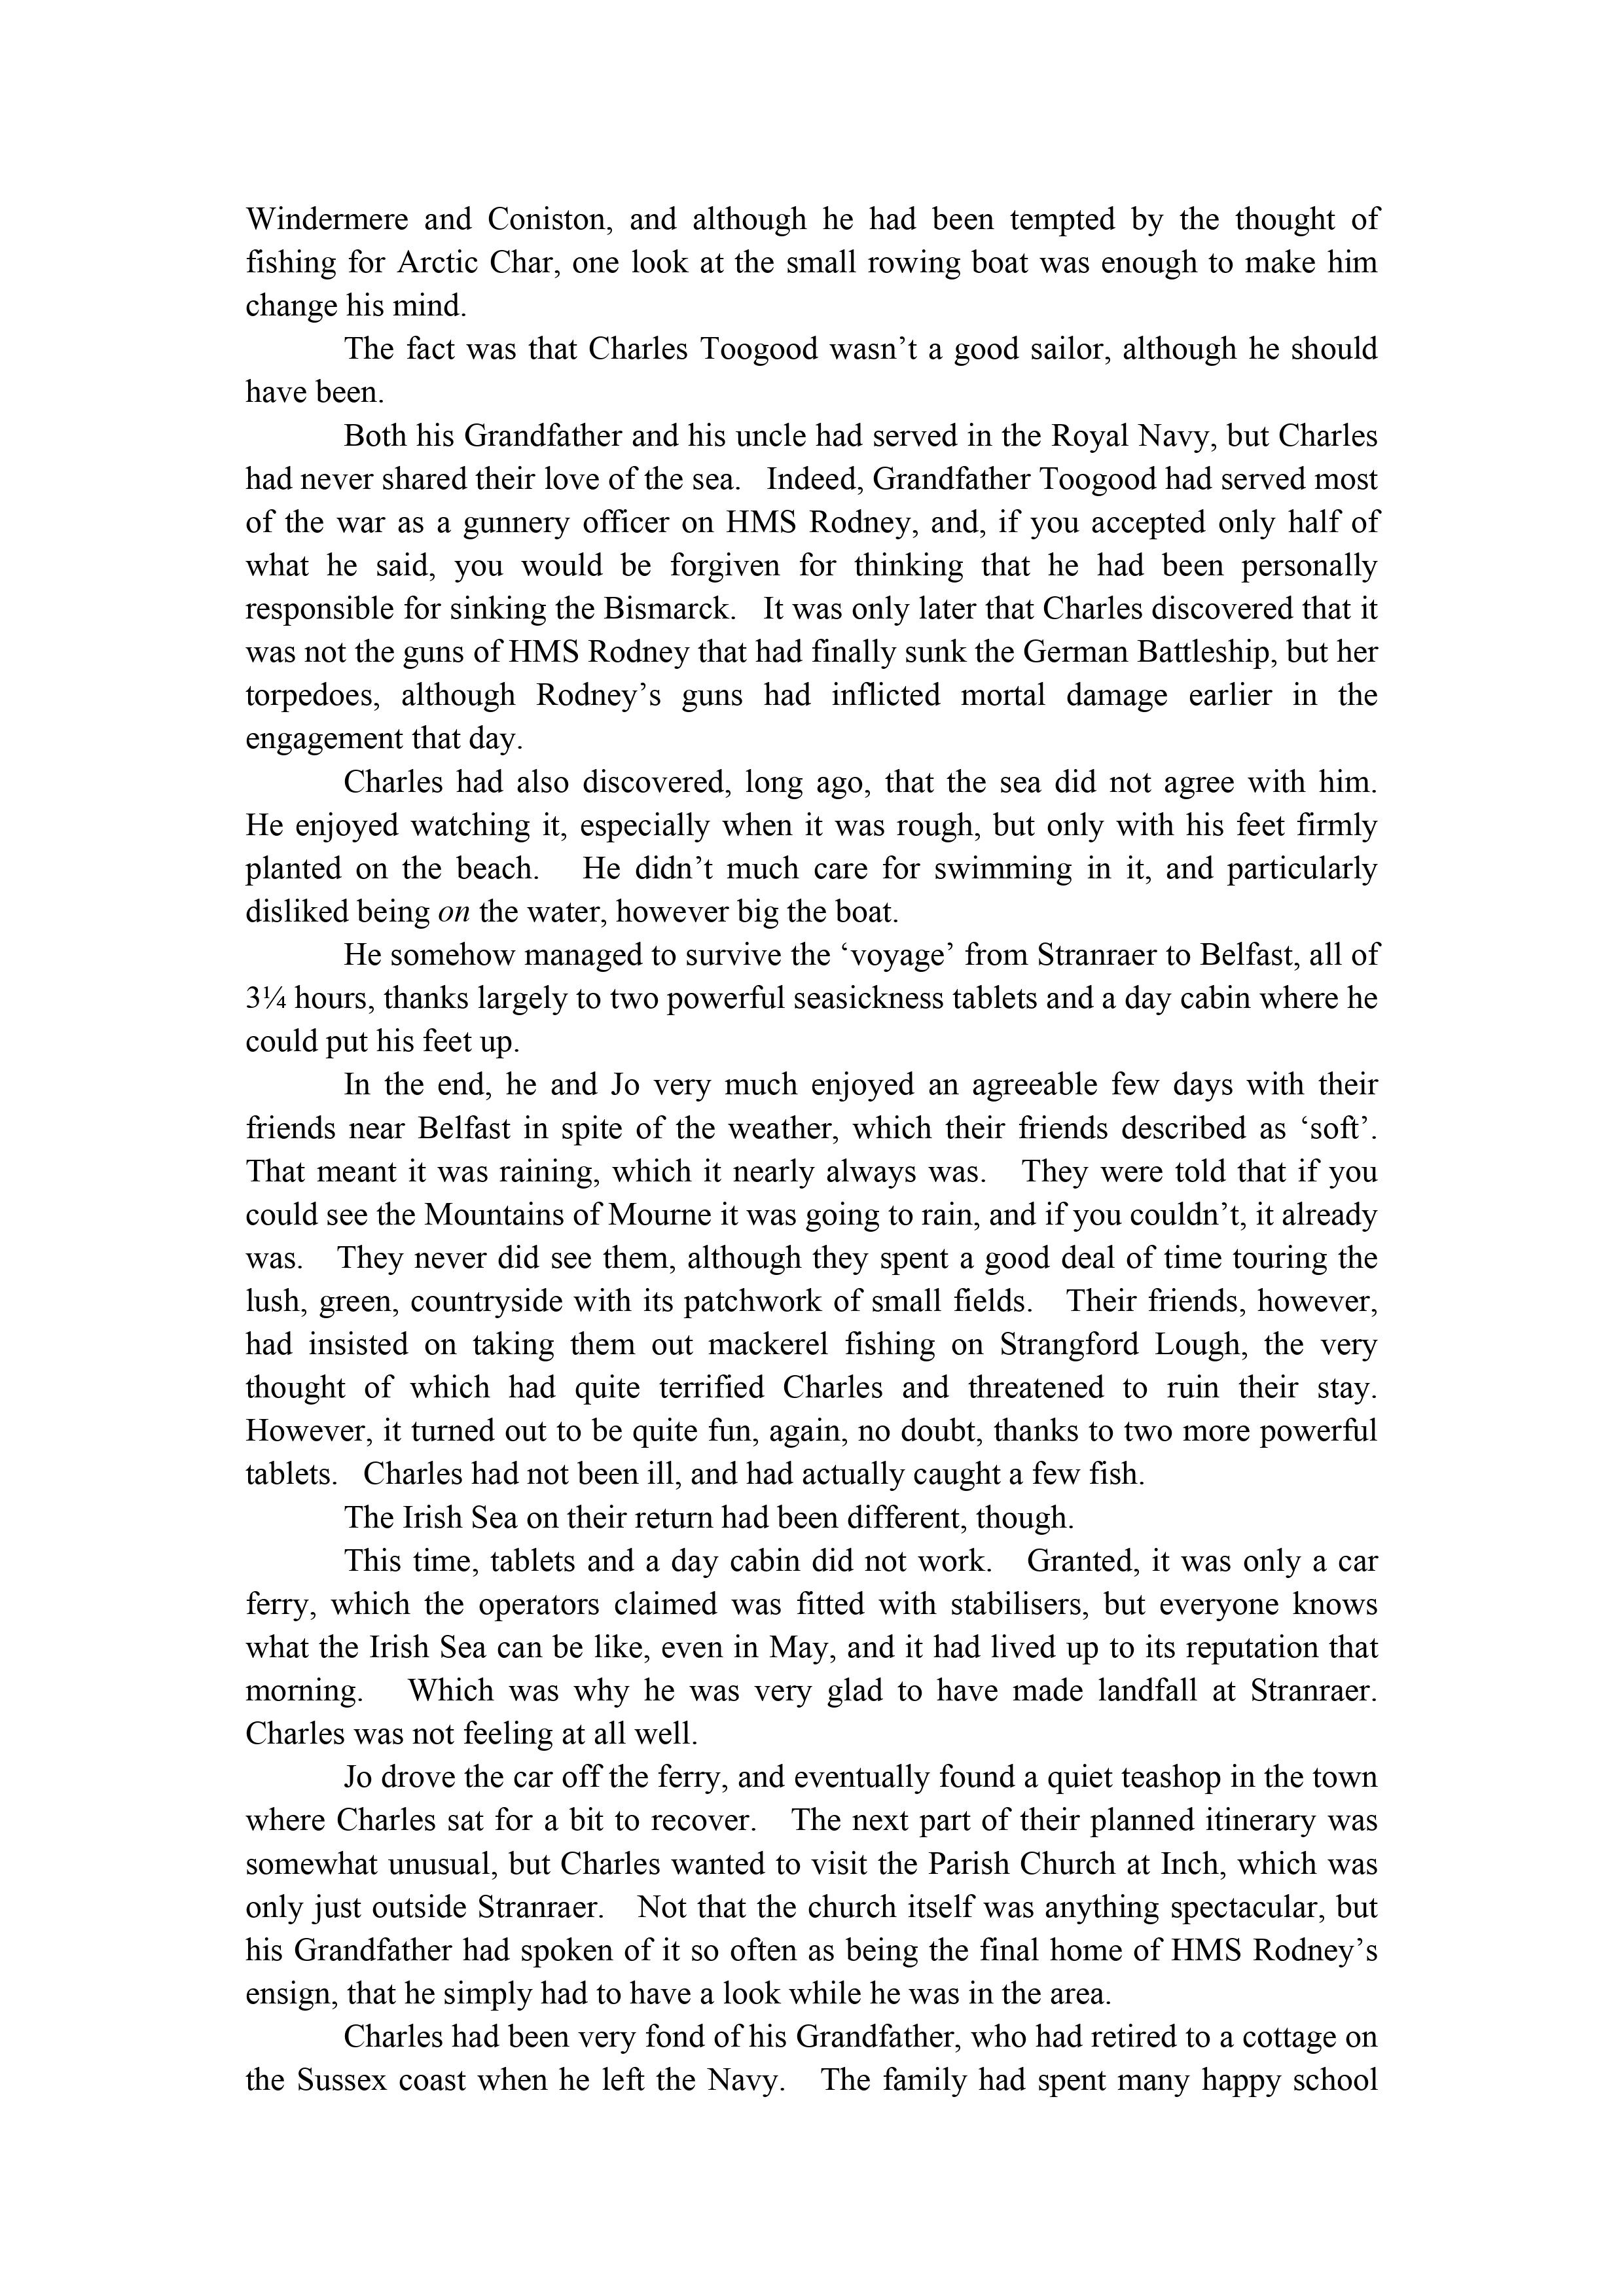 Windermere and Coniston, and although he had been tempted by the thought of
fishing for Arctic Char, one look at the small rowing boat was enough to make him
change his mind.
The fact was that Charles Toogood wasn’t a good sailor, although he should
have been.
Both his Grandfather and his uncle had served in the Royal Navy, but Charles
had never shared their love of the sea.   Indeed, Grandfather Toogood had served most
of the war as a gunnery officer on HMS Rodney, and, if you accepted only half of
what he said, you would be forgiven for thinking that he had been personally
responsible for sinking the Bismarck.   It was only later that Charles discovered that it
was not the guns of HMS Rodney that had finally sunk the German Battleship, but her
torpedoes, although Rodney’s guns had inflicted mortal damage earlier in the
engagement that day.
Charles had also discovered, long ago, that the sea did not agree with him.
He enjoyed watching it, especially when it was rough, but only with his feet firmly
planted on the beach.   He didn’t much care for swimming in it, and particularly
disliked being on the water, however big the boat.
He somehow managed to survive the ‘voyage’ from Stranraer to Belfast, all of
3¼ hours, thanks largely to two powerful seasickness tablets and a day cabin where he
could put his feet up.
In the end, he and Jo very much enjoyed an agreeable few days with their
friends near Belfast in spite of the weather, which their friends described as ‘soft’.
That meant it was raining, which it nearly always was.   They were told that if you
could see the Mountains of Mourne it was going to rain, and if you couldn’t, it already
was.   They never did see them, although they spent a good deal of time touring the
lush, green, countryside with its patchwork of small fields.   Their friends, however,
had insisted on taking them out mackerel fishing on Strangford Lough, the very
thought of which had quite terrified Charles and threatened to ruin their stay.
However, it turned out to be quite fun, again, no doubt, thanks to two more powerful
tablets.   Charles had not been ill, and had actually caught a few fish.
The Irish Sea on their return had been different, though.
This time, tablets and a day cabin did not work.   Granted, it was only a car
ferry, which the operators claimed was fitted with stabilisers, but everyone knows
what the Irish Sea can be like, even in May, and it had lived up to its reputation that
morning.   Which was why he was very glad to have made landfall at Stranraer.
Charles was not feeling at all well.
Jo drove the car off the ferry, and eventually found a quiet teashop in the town
where Charles sat for a bit to recover.   The next part of their planned itinerary was
somewhat unusual, but Charles wanted to visit the Parish Church at Inch, which was
only just outside Stranraer.   Not that the church itself was anything spectacular, but
his Grandfather had spoken of it so often as being the final home of HMS Rodney’s
ensign, that he simply had to have a look while he was in the area.
Charles had been very fond of his Grandfather, who had retired to a cottage on
the Sussex coast when he left the Navy.   The family had spent many happy school